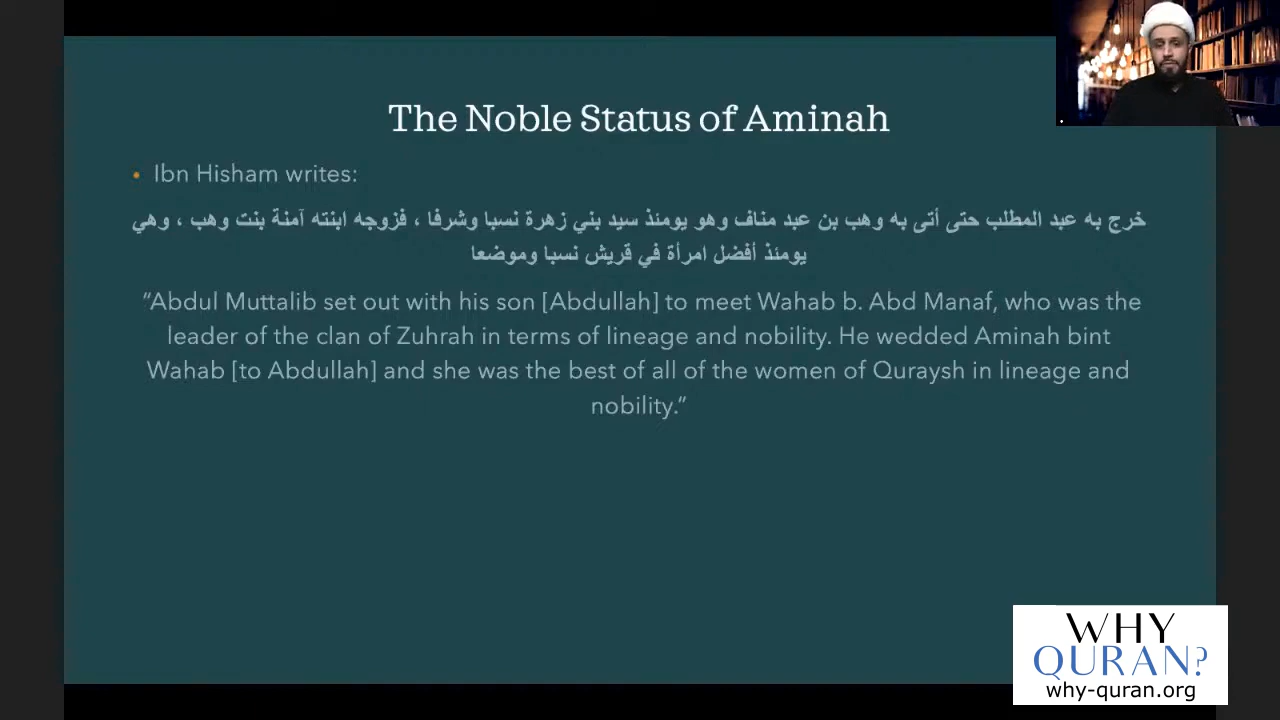 The Noble Status of Aminah
• Ibn Hisham writes:
خرج به عبد المطلب حتى أتى به وهب بن عبد مناف وهو يومئذ سيد بني زهرة نسبا وشرفا ، فزوجه ابنته آمنة بنت وهب ، وهي
يومئذ أفضل امرأة في قريش نسبا وموضعا
“Abdul Muttalib set out with his son [Abdullah] to meet Wahab b. Abd Manaf, who was the
leader of the clan of Zuhrah in terms of lineage and nobility. He wedded Aminah bint
Wahab [to Abdullah] and she was the best of all of the women of Quraysh in lineage and
nobility.”
WHY
QURAN?
why-quran.org